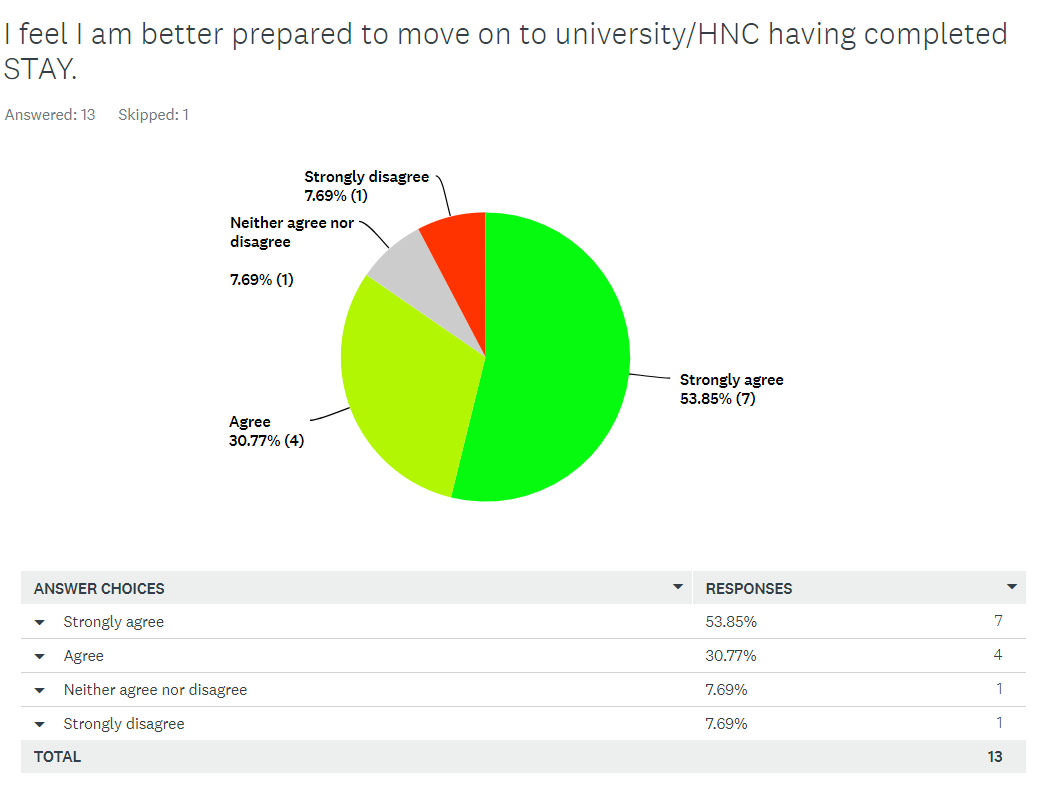 I feel I am better prepared to move on to university/HNC having completed
STAY.
Answered: 13 Skipped: 1
Strongly disagree
7.69% (1)
Neither agree nor
disagree
7.69% (1)
Strongly agree
53.85% (7)
Agree
30.77% (4)
ANSWER CHOICES RESPONSES
Strongly agree 53.85% 7
Agree 30.77% 4
Neither agree nor disagree 7.69% 1
Strongly disagree 7.69% 1
TOTAL 13